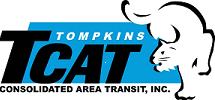 TOMPKINS
TCAT
CONSOLIDATED AREA TRANSIT, INC.